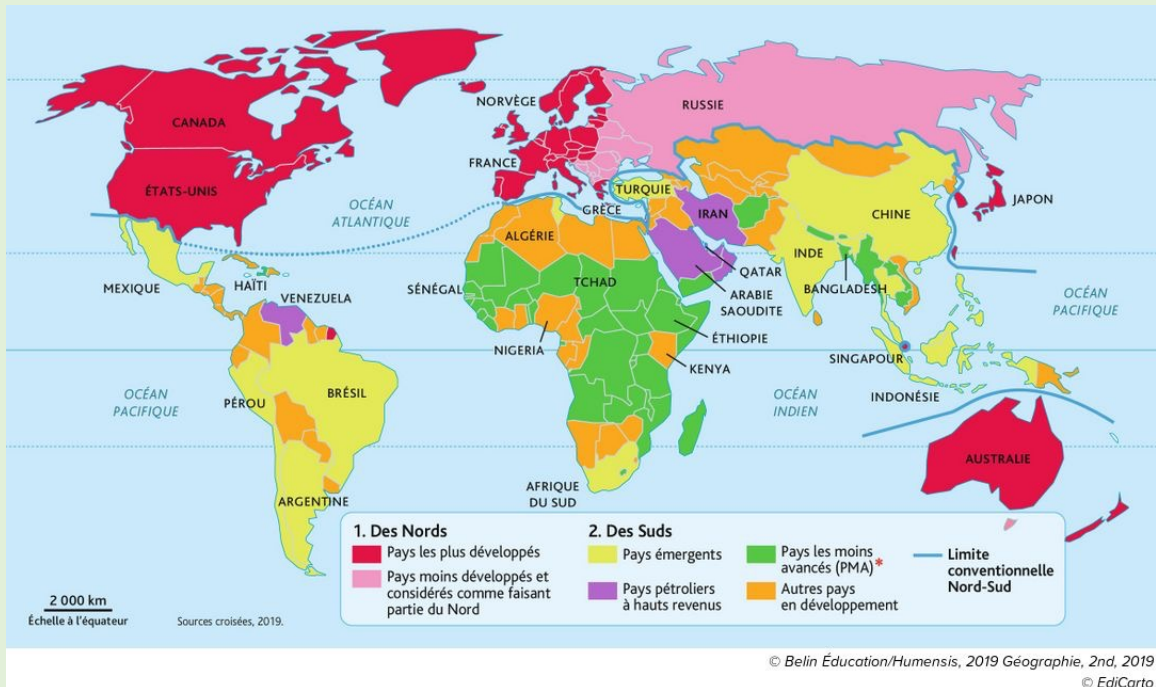 NORVÈGE
RUSSIE
CANADA
FRANCE
ÉTATS-UNIS
TURQUIE
OCÉAN
ATLANTIQUE
GRÈCE
IRAN
CHINE
JAPON
ALGÉRIE
INDE
QATAR
MEXIQUE
HAÏTI
VENEZUELA
SÉNÉGAL
TCHAD
ARABIE
SAOUDITE
BANGLADESH
OCÉAN
PACIFIQUE
NIGERIA
ÉTHIOPIE
KENYA
SINGAPOUR
OCÉAN
PACIFIQUE
PÉROU
BRÉSIL
OCÉAN
INDIEN
INDONÉSIE
AUSTRALIE
ARGENTINE
AFRIQUE
DU SUD
1. Des Nords
Pays les plus développés
Pays moins développés et
considérés comme faisant
partie du Nord
2. Des Suds
Pays émergents
Pays pétroliers
à hauts revenus
Pays les moins
avancés (PMA)*
Autres pays
en développement
Limite
conventionnelle
Nord-Sud
2 000 km
Échelle à l'équateur
Sources croisées, 2019.
© Belin Éducation/Humensis, 2019 Géographie, 2nd, 2019
© EdiCarto